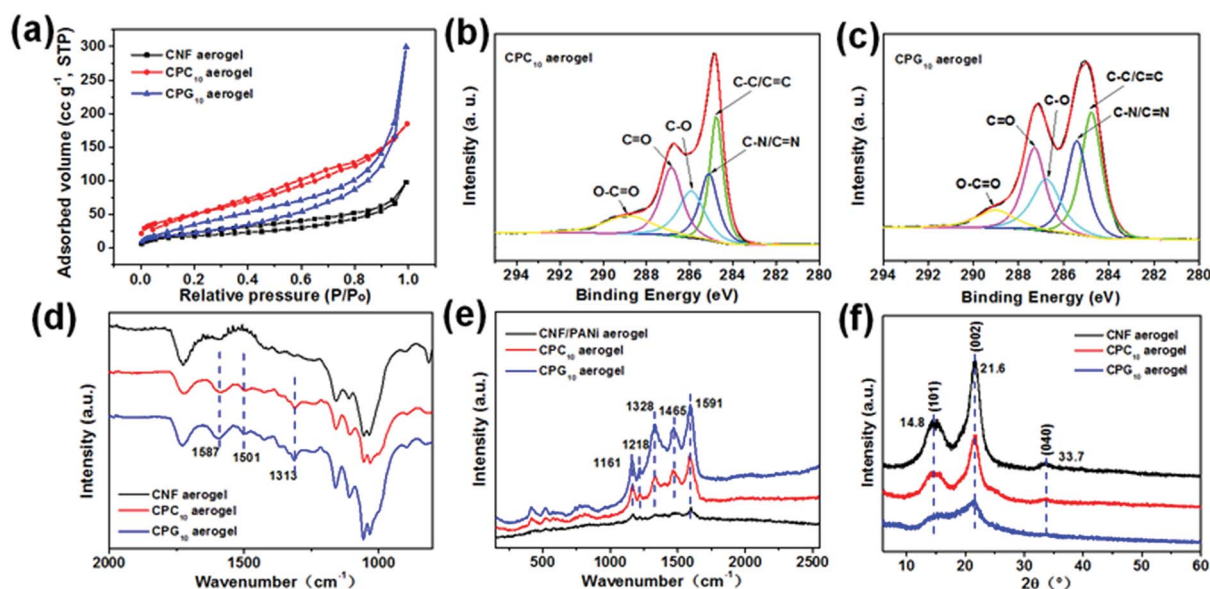 (a)
Adsorbed volume (cc g⁻¹, STP)
300
250
200
150
100
50
0
CNF aerogel
CPC₁₀ aerogel
CPG₁₀ aerogel
0.0 0.2 0.4 0.6 0.8 1.0
Relative pressure (P/P₀)
(b)
Intensity (a. u.)
CPC₁₀ aerogel
C-C/C=C
C=O
C-O
C-N/C=N
O-C=O
295 294 292 290 288 286 284 282 280
Binding Energy (eV)
(c)
Intensity (a. u.)
CPG₁₀ aerogel
C-C/C=C
C-O
C=O
C-N/C=N
O-C=O
294 292 290 288 286 284 282 280
Binding Energy (eV)
(d)
Intensity (a.u.)
1587
1501
1313
CNF aerogel
CPC₁₀ aerogel
CPG₁₀ aerogel
2000 1500 1000
Wavenumber（cm⁻¹）
(e)
Intensity (a.u.)
CNF/PANi aerogel
CPC₁₀ aerogel
CPG₁₀ aerogel
1591
1328
1465
1218
1161
500 1000 1500 2000 2500
Wavenumber（cm⁻¹）
(f)
Intensity (a.u.)
CNF aerogel
CPC₁₀ aerogel
CPG₁₀ aerogel
(002)
21.6
(101)
14.8
(040)
33.7
10 20 30 40 50 60
2θ（°）